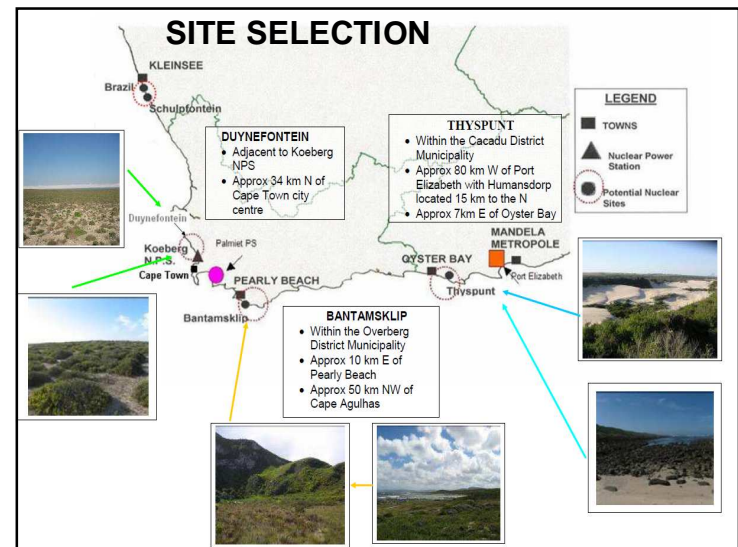 SITE SELECTION
KLEINSEE
Brazil
Schulpfontein
DUYNEFONTEIN
• Adjacent to Koeberg
NPS
• Approx 34 km N of
Cape Town city
centre
THYSPUNT
• Within the Cacadu District
Municipality
• Approx 80 km W of Port
Elizabeth with Humansdorp
located 15 km to the N
• Approx 7km E of Oyster Bay
LEGEND
TOWNS
Nuclear Power
Station
Potential Nuclear
Sites
Duynefontein
Koeberg
N.P.S.
Cape Town
Palmiet PS
PEARLY BEACH
Bantamsklip
OYSTER BAY
Thyspunt
MANDELA
METROPOLE
Port Elizabeth
BANTAMSKLIP
• Within the Overberg
District Municipality
• Approx 10 km E of
Pearly Beach
• Approx 50 km NW of
Cape Agulhas